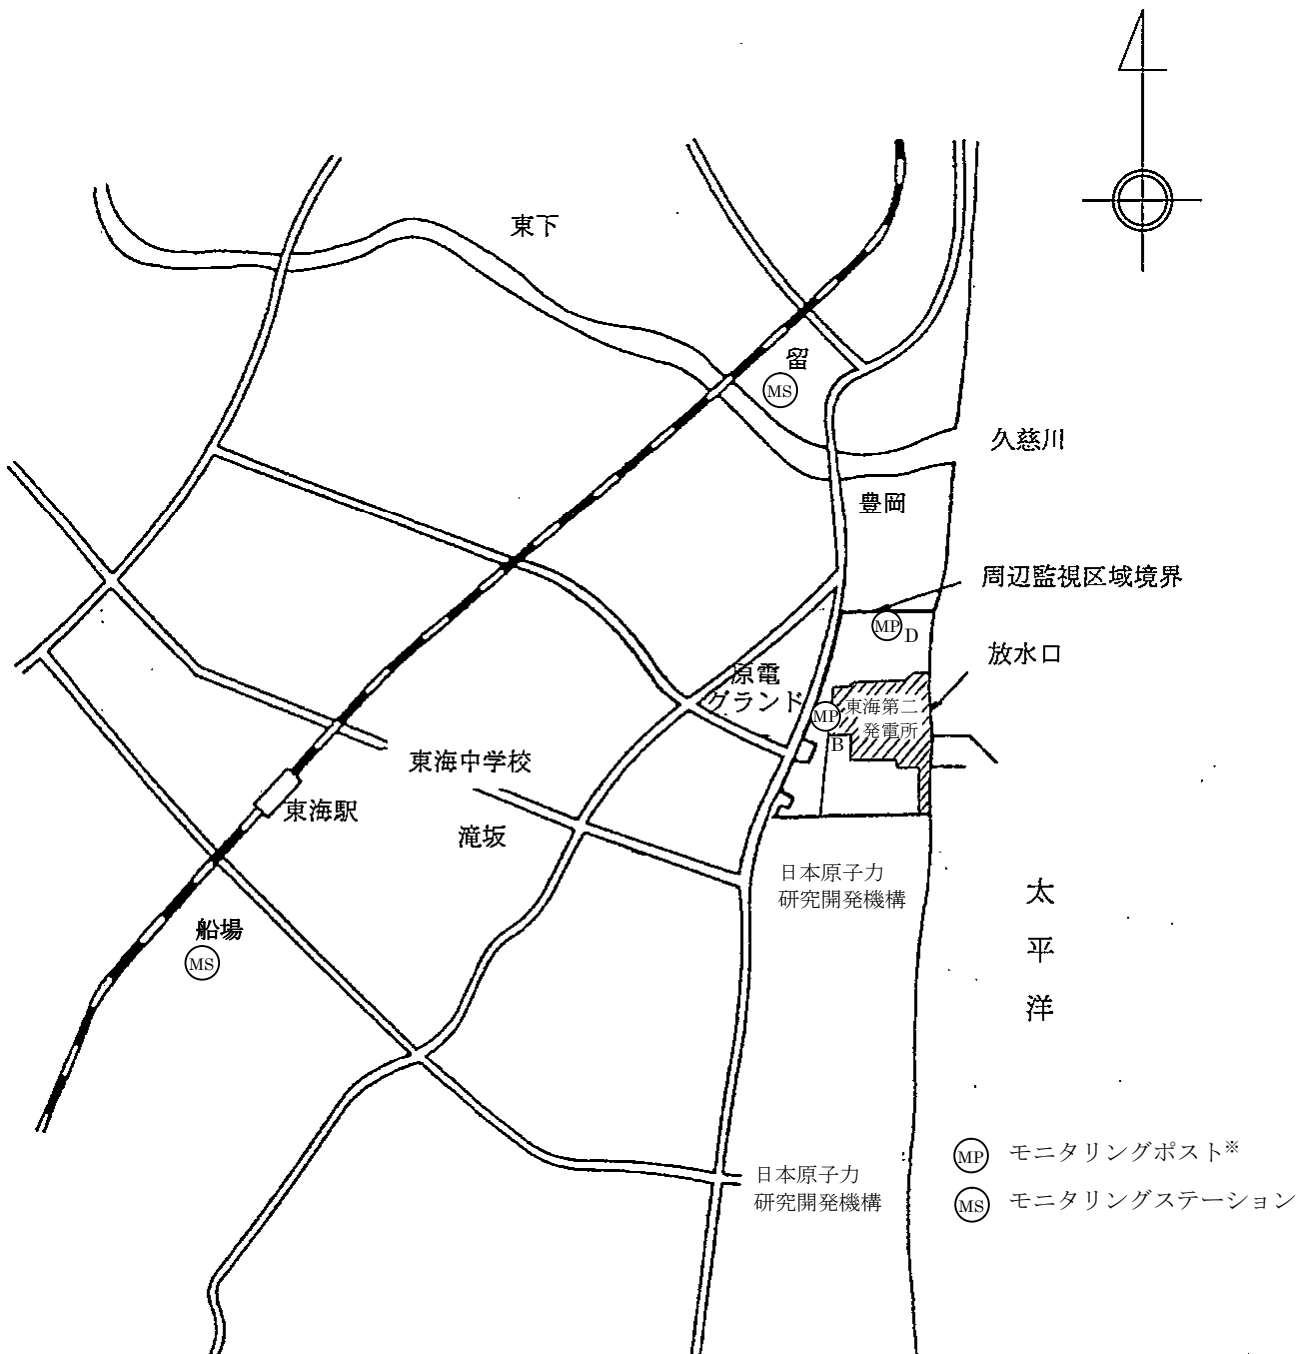 東下
留
MS
久慈川
豊岡
周辺監視区域境界
MP
D
放水口
原電
グランド
MP
B
東海第二
発電所
東海中学校
東海駅
滝坂
日本原子力
研究開発機構
太
平
洋
船場
MS
MP モニタリングポスト※
日本原子力
研究開発機構
MS モニタリングステーション